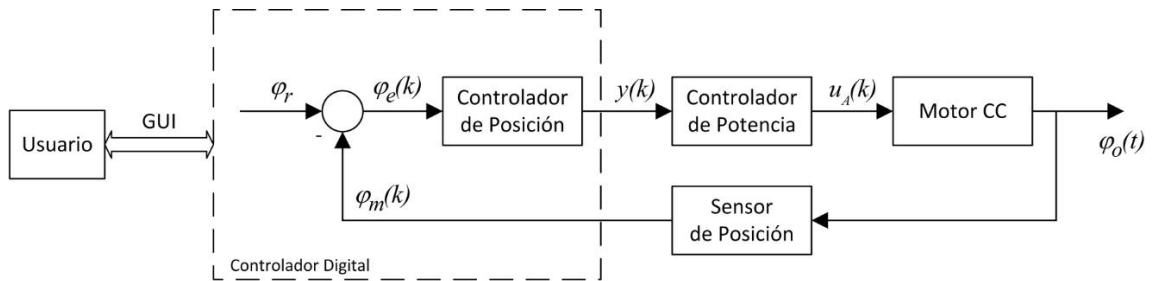 Usuario
GUI
φr
-
φe(k)
Controlador
de Posición
y(k)
Controlador
de Potencia
uA(k)
Motor CC
φo(t)
φm(k)
Sensor
de Posición
Controlador Digital